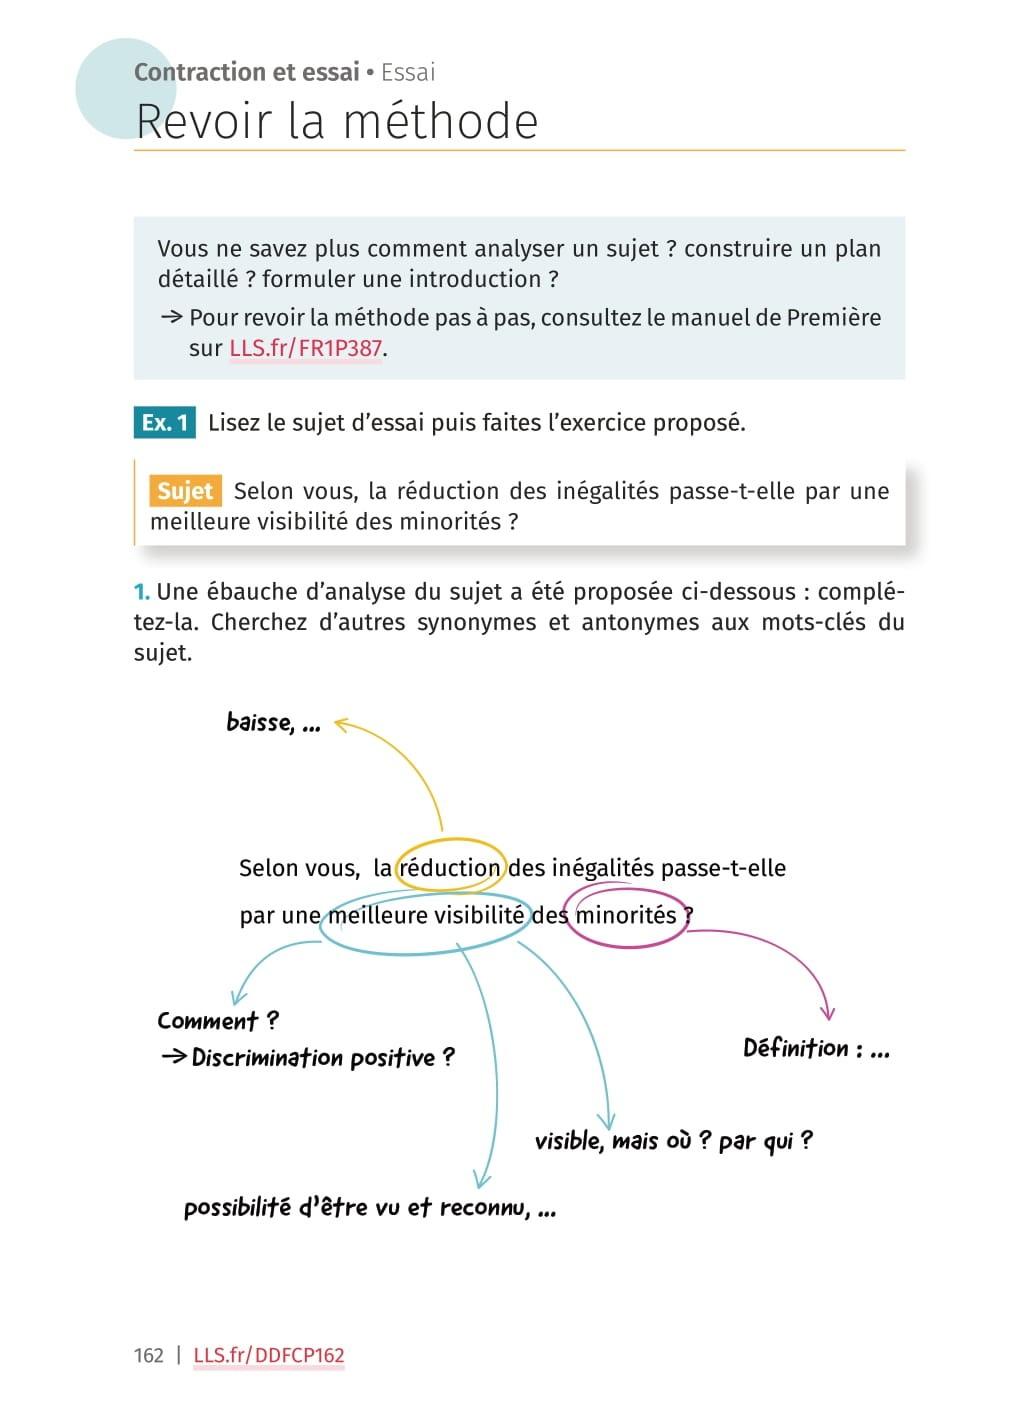 Contraction et essai • Essai
Revoir la méthode
Vous ne savez plus comment analyser un sujet ? construire un plan
détaillé ? formuler une introduction ?
→ Pour revoir la méthode pas à pas, consultez le manuel de Première
sur LLS.fr/FR1P387.
Ex. 1 Lisez le sujet d’essai puis faites l’exercice proposé.
Sujet Selon vous, la réduction des inégalités passe-t-elle par une
meilleure visibilité des minorités ?
1. Une ébauche d’analyse du sujet a été proposée ci-dessous : complé-
tez-la. Cherchez d’autres synonymes et antonymes aux mots-clés du
sujet.
baisse, ...
Selon vous, la réduction des inégalités passe-t-elle
par une meilleure visibilité des minorités ?
Comment ?
→ Discrimination positive ?
Définition : ...
visible, mais où ? par qui ?
possibilité d’être vu et reconnu, ...
162 | LLS.fr/DDFCP162